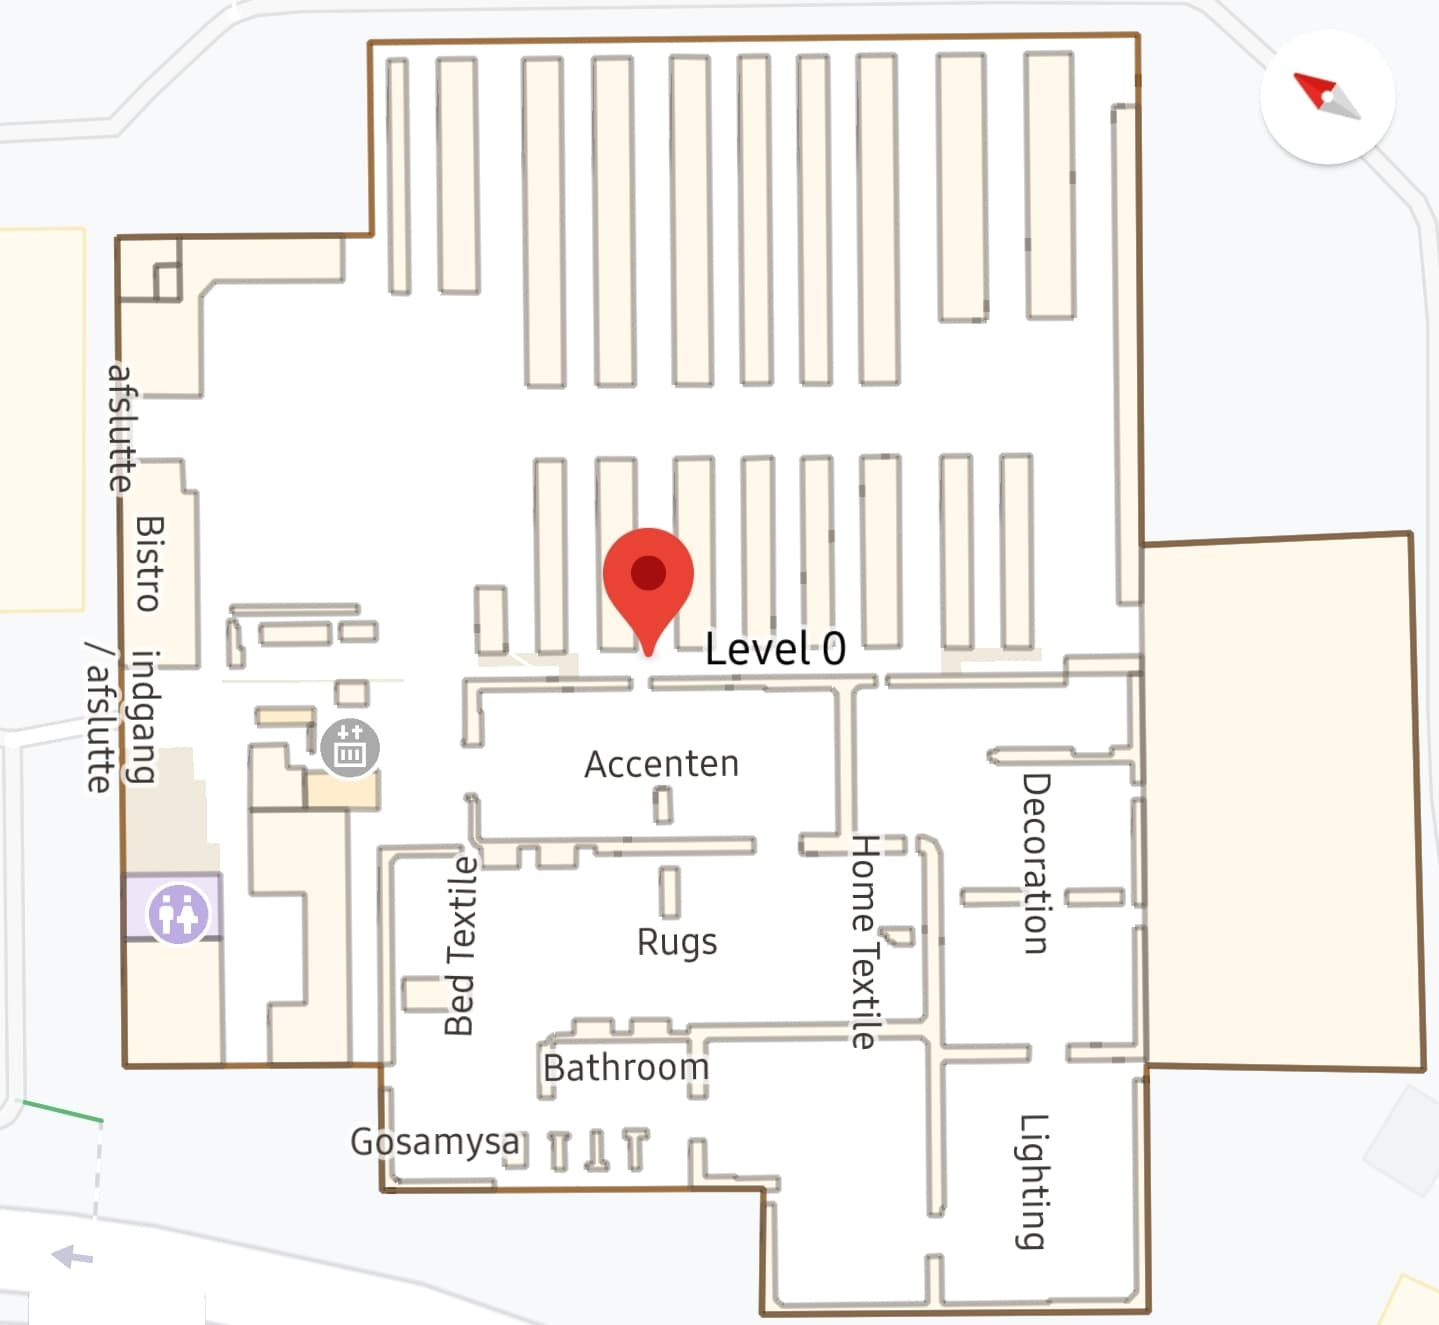 afslutte
Bistro
indgang
/ afslutte
Level 0
Accenten
Decoration
Bed Textile
Home Textile
Rugs
Bathroom
Gosamysa
Lighting